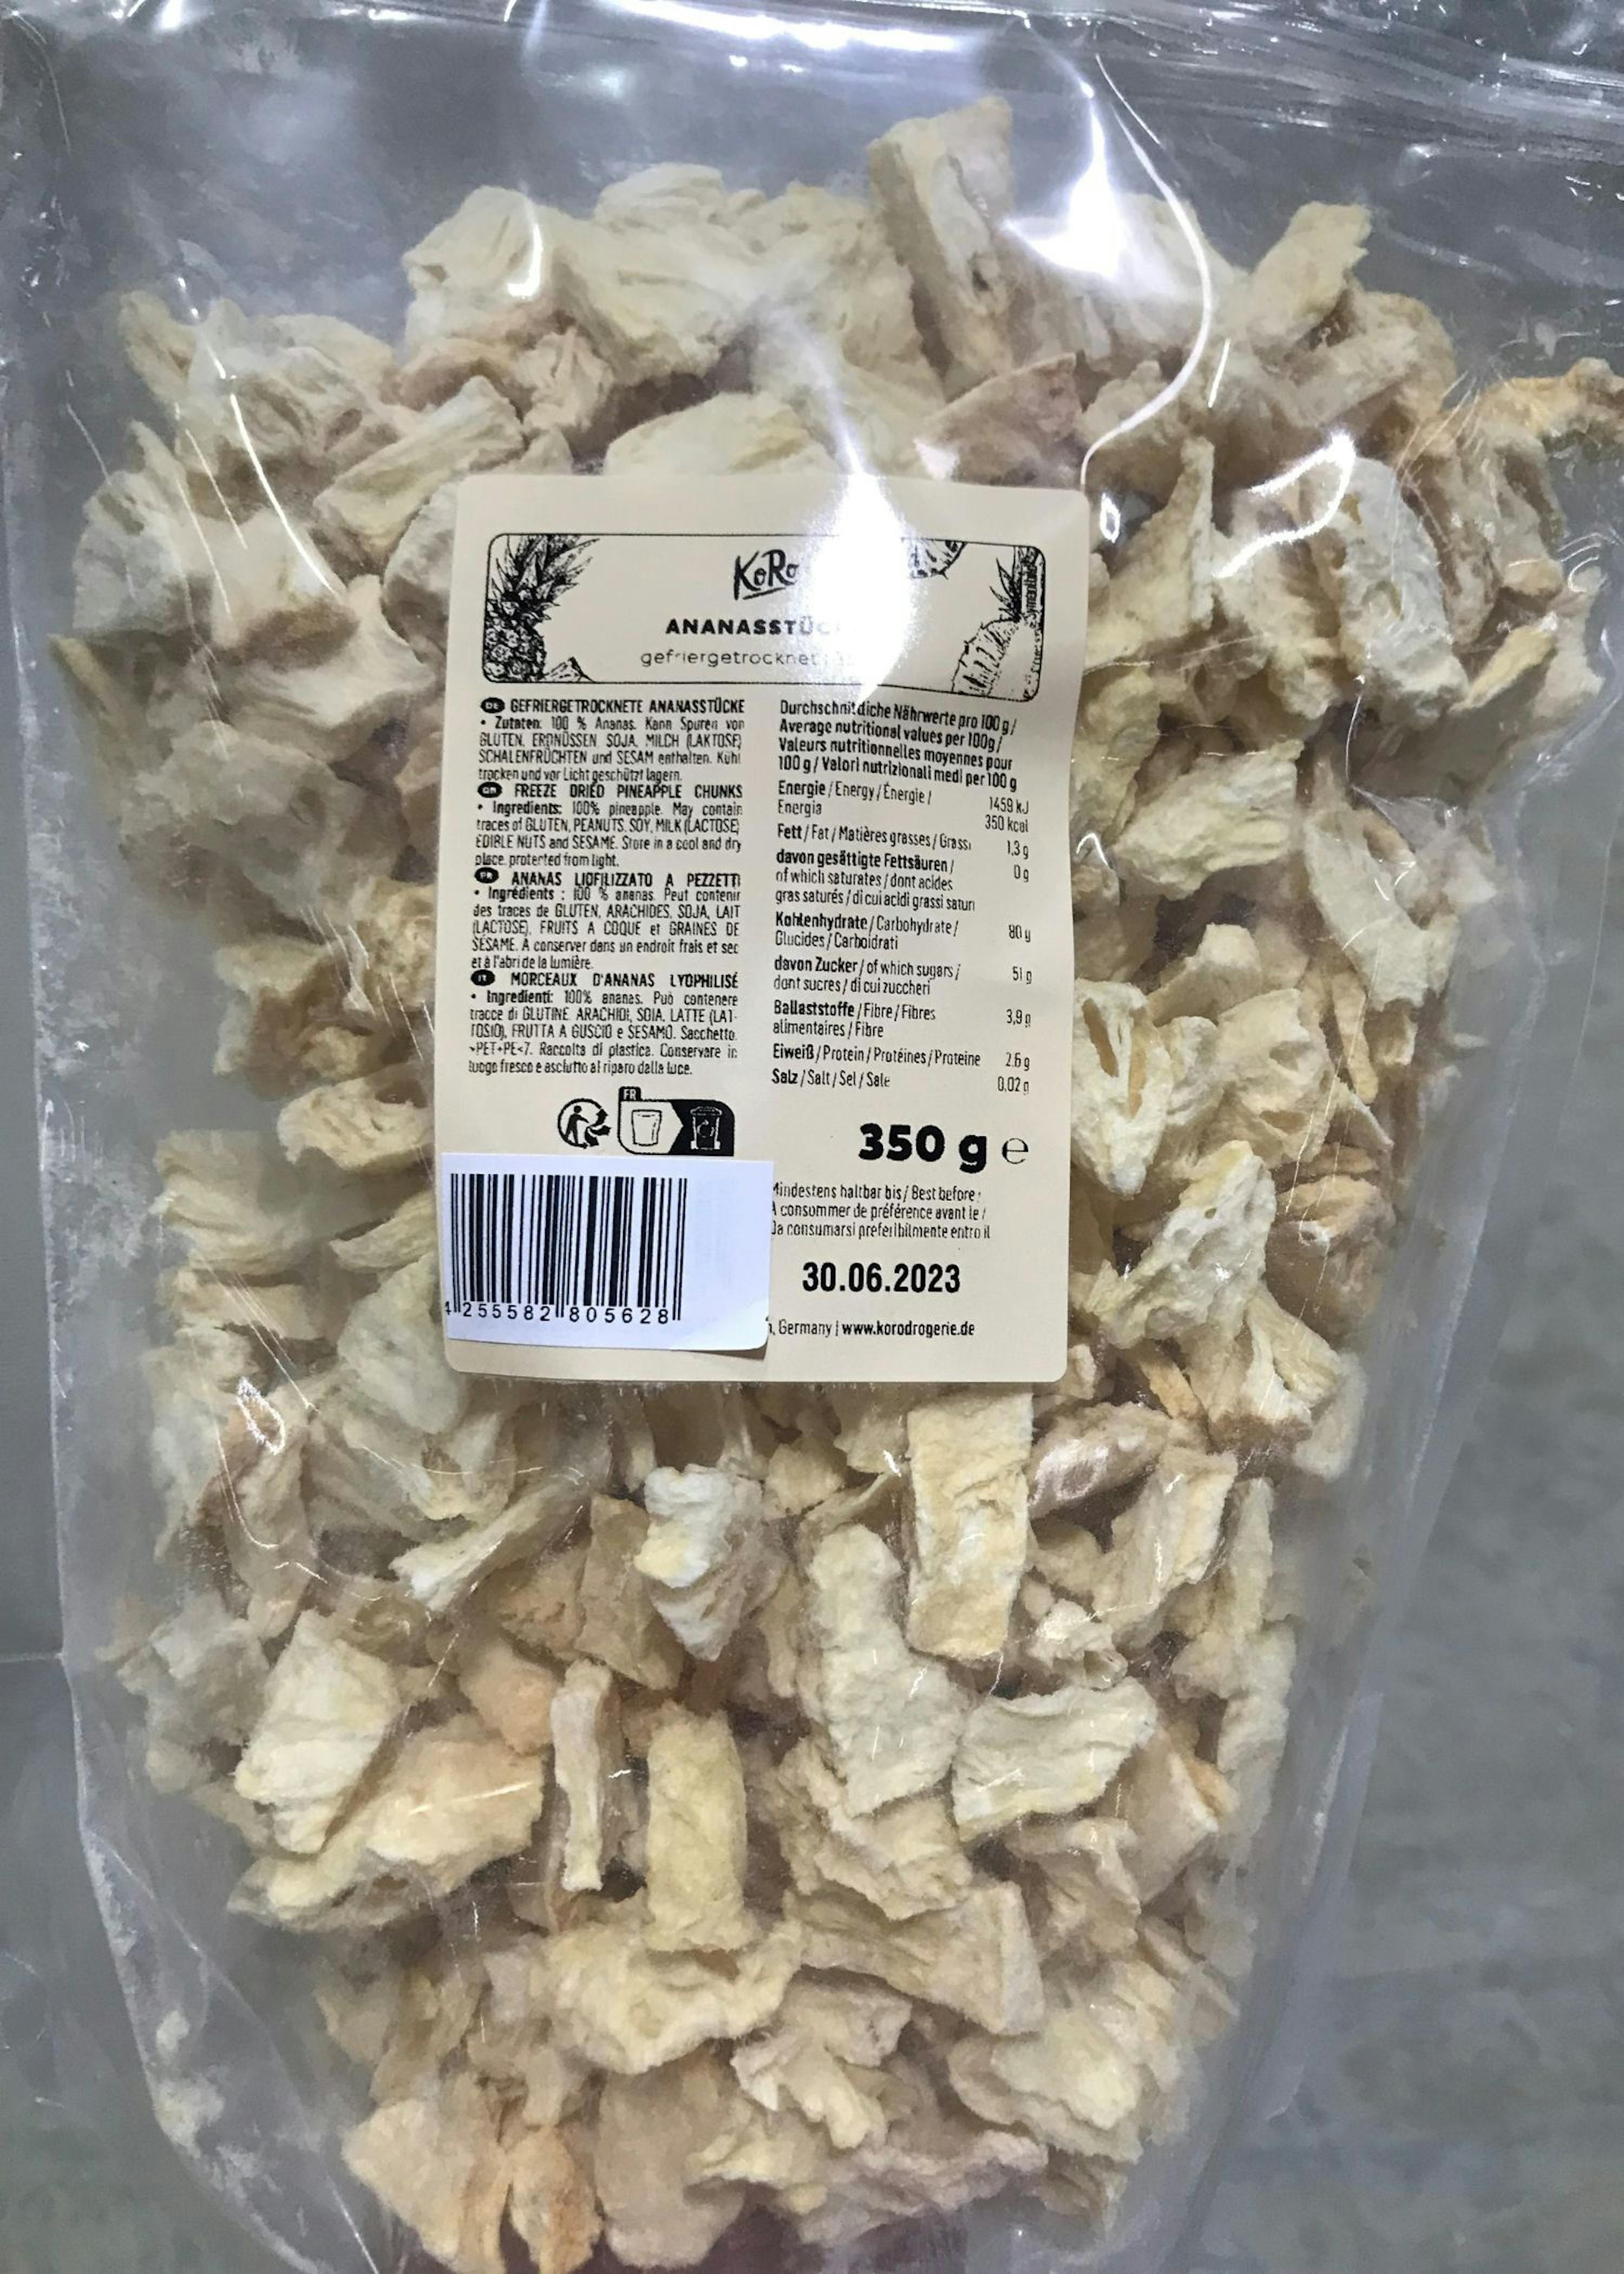 KoRo
ANANASSTÜC
gefriergetrocknet
DE GEFRIERGETROCKNETE ANANASSTÜCKE
• Zutaten: 100 % Ananas. Kann Spuren von
GLUTEN, ERDNÜSSEN, SOJA, MILCH (LAKTOSE)
SCHALENFRÜCHTEN und SESAM enthalten. Kühl
trocken und vor Licht geschützt lagern.
EN FREEZE DRIED PINEAPPLE CHUNKS
• Ingredients: 100% pineapple. May contain
traces of GLUTEN, PEANUTS, SOY, MILK (LACTOSE)
EDIBLE NUTS and SESAME. Store in a cool and dry
place, protected from light.
FR ANANAS LIOFILIZZATO A PEZZETTI
• Ingrédients : 100 % ananas. Peut contenir
des traces de GLUTEN, ARACHIDES, SOJA, LAIT
(LACTOSE), FRUITS A COQUE et GRAINES DE
SÉSAME. A conserver dans un endroit frais et sec
et à l'abri de la lumière.
IT MORCEAUX D'ANANAS LYOPHILISÉ
• Ingredienti: 100% ananas. Può contenere
tracce di GLUTINE, ARACHIDI, SOIA, LATTE (LAT-
TOSIO), FRUTTA A GUSCIO e SESAMO. Sacchetto
PET+PE<7. Raccolta di plastica. Conservare in
luogo fresco e asciutto al riparo dalla luce.
FR
4 255582 805628
Durchschnittliche Nährwerte pro 100 g /
Average nutritional values per 100g /
Valeurs nutritionnelles moyennes pour
100 g / Valori nutrizionali medi per 100 g
Energie / Energy / Énergie / 1459 kJ
Energia 350 kcal
Fett / Fat / Matières grasses / Grassi 1,3 g
davon gesättigte Fettsäuren / 0 g
of which saturates / dont acides
gras saturés / di cui acidi grassi saturi
Kohlenhydrate / Carbohydrate / 80 g
Glucides / Carboidrati
davon Zucker / of which sugars / 51 g
dont sucres / di cui zuccheri
Ballaststoffe / Fibre / Fibres 3,9 g
alimentaires / Fibre
Eiweiß / Protein / Protéines / Proteine 2.6 g
Salz / Salt / Sel / Sale 0,02 g
350 g e
Mindestens haltbar bis / Best before
A consommer de préférence avant le /
Da consumarsi preferibilmente entro il
30.06.2023
, Germany | www.korodrogerie.de